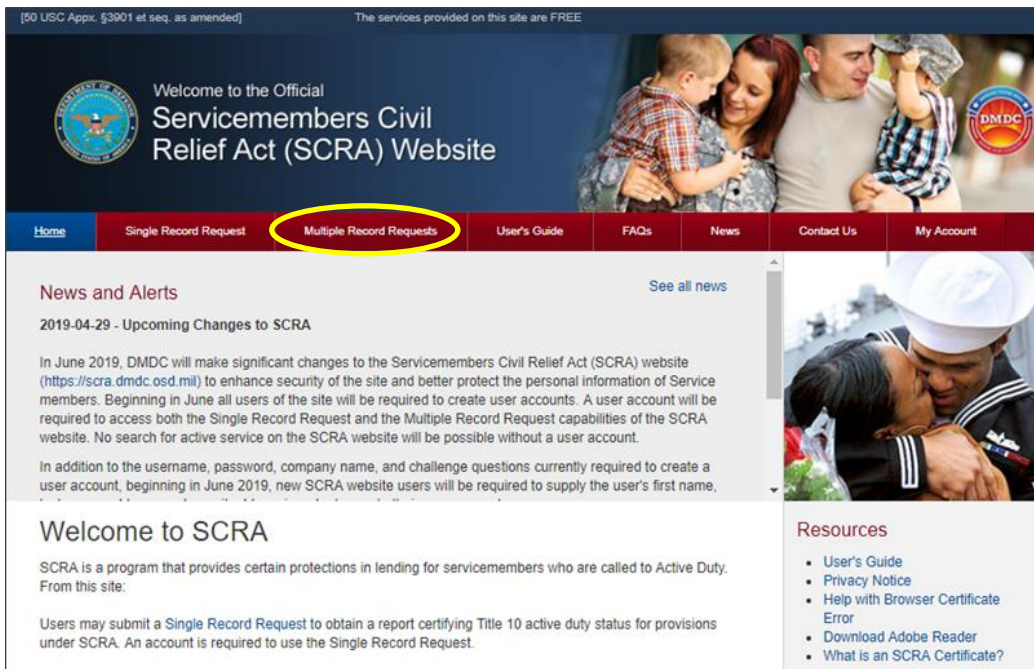 [50 USC Appx. §3901 et seq. as amended]
The services provided on this site are FREE
Welcome to the Official
Servicemembers Civil
Relief Act (SCRA) Website
DMDC
Home
Single Record Request
Multiple Record Requests
User's Guide
FAQs
News
Contact Us
My Account
News and Alerts
See all news
2019-04-29 - Upcoming Changes to SCRA
In June 2019, DMDC will make significant changes to the Servicemembers Civil Relief Act (SCRA) website
(https://scra.dmdc.osd.mil) to enhance security of the site and better protect the personal information of Service
members. Beginning in June all users of the site will be required to create user accounts. A user account will be
required to access both the Single Record Request and the Multiple Record Request capabilities of the SCRA
website. No search for active service on the SCRA website will be possible without a user account.
In addition to the username, password, company name, and challenge questions currently required to create a
user account, beginning in June 2019, new SCRA website users will be required to supply the user's first name,
Welcome to SCRA
SCRA is a program that provides certain protections in lending for servicemembers who are called to Active Duty.
From this site:
Users may submit a Single Record Request to obtain a report certifying Title 10 active duty status for provisions
under SCRA. An account is required to use the Single Record Request.
Resources
• User's Guide
• Privacy Notice
• Help with Browser Certificate
Error
• Download Adobe Reader
• What is an SCRA Certificate?